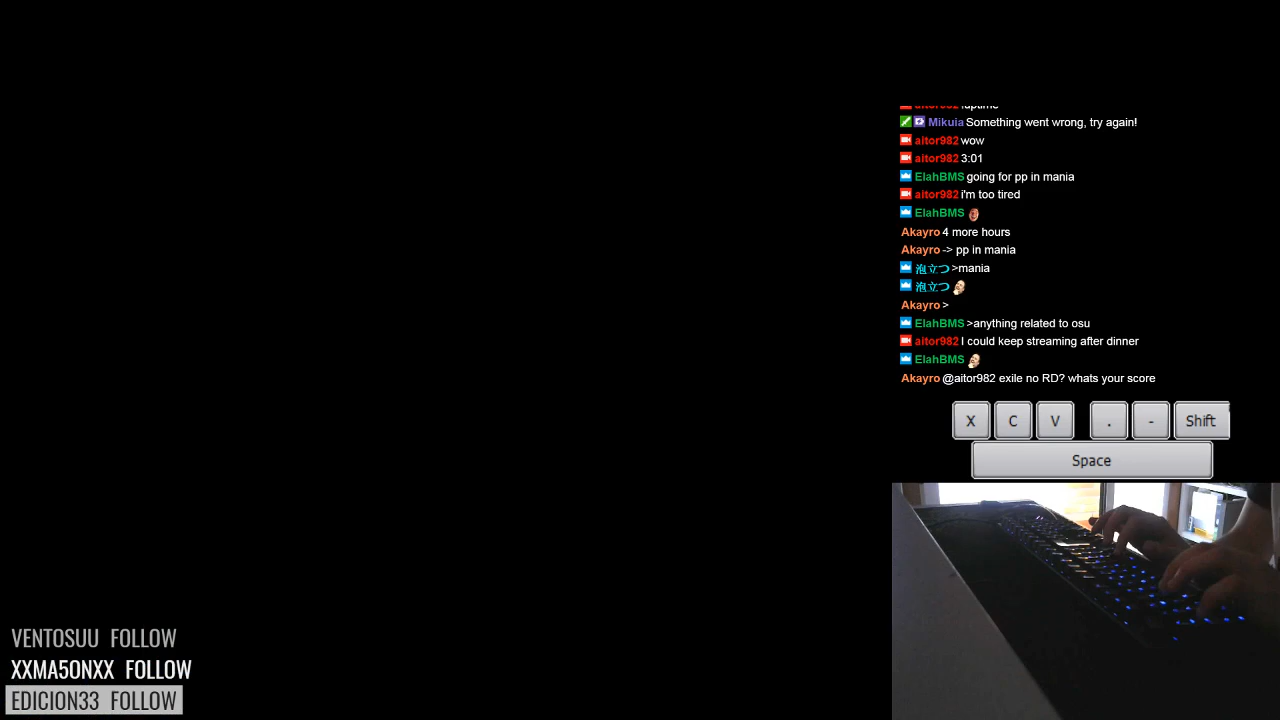 aitor982 !uptime
Mikuia Something went wrong, try again!
aitor982 wow
aitor982 3:01
ElahBMS going for pp in mania
aitor982 i'm too tired
ElahBMS
Akayro 4 more hours
Akayro -> pp in mania
泡立つ >mania
泡立つ
Akayro >
ElahBMS >anything related to osu
aitor982 I could keep streaming after dinner
ElahBMS
Akayro @aitor982 exile no RD? whats your score
X C V . - Shift
Space
VENTOSUU FOLLOW
XXMA5ONXX FOLLOW
EDICION33 FOLLOW